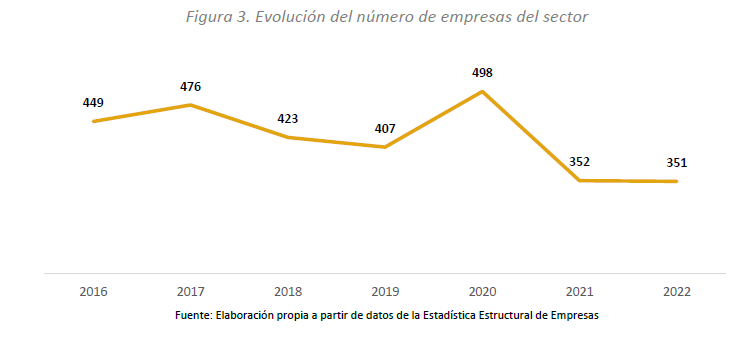 Figura 3. Evolución del número de empresas del sector
498
476
449
423
407
352
351
2016 2017 2018 2019 2020 2021 2022
Fuente: Elaboración propia a partir de datos de la Estadística Estructural de Empresas